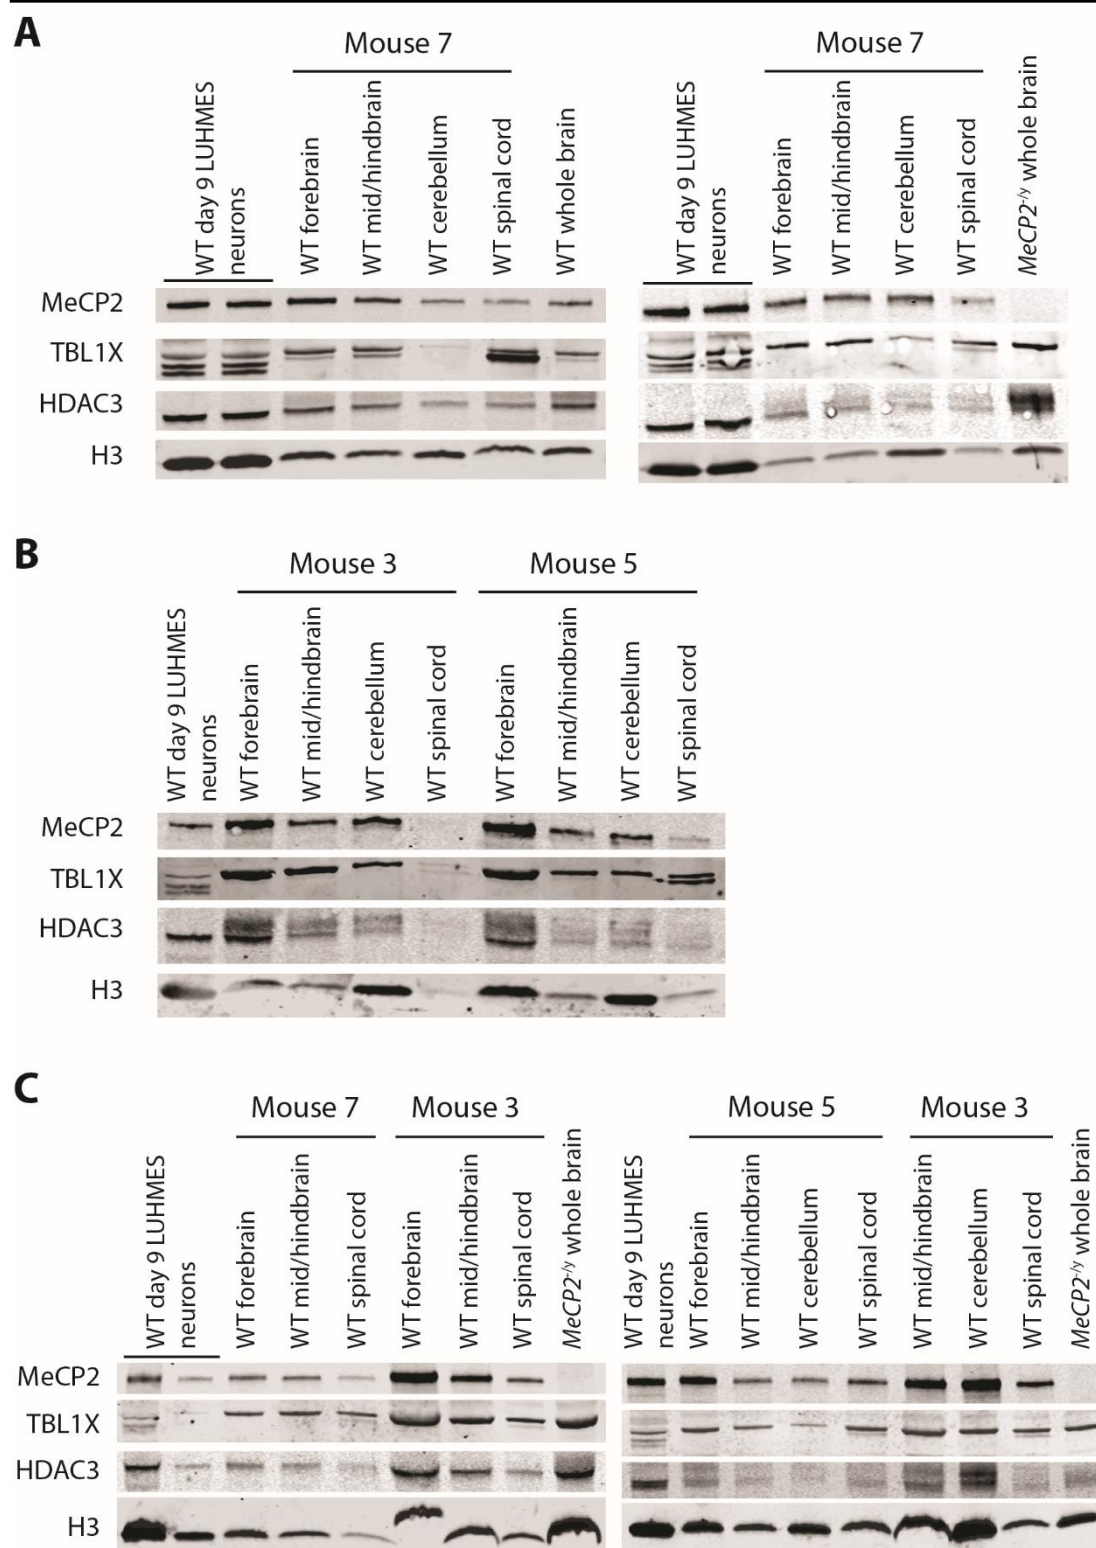 A
Mouse 7
WT day 9 LUHMES
neurons
WT forebrain
WT mid/hindbrain
WT cerebellum
WT spinal cord
WT whole brain
Mouse 7
WT day 9 LUHMES
neurons
WT forebrain
WT mid/hindbrain
WT cerebellum
WT spinal cord
MeCP2-/y whole brain
MeCP2
TBL1X
HDAC3
H3
B
Mouse 3
Mouse 5
WT day 9 LUHMES
neurons
WT forebrain
WT mid/hindbrain
WT cerebellum
WT spinal cord
WT forebrain
WT mid/hindbrain
WT cerebellum
WT spinal cord
MeCP2
TBL1X
HDAC3
H3
C
Mouse 7
Mouse 3
WT day 9 LUHMES
neurons
WT forebrain
WT mid/hindbrain
WT spinal cord
WT forebrain
WT mid/hindbrain
WT spinal cord
MeCP2-/y whole brain
Mouse 5
Mouse 3
WT day 9 LUHMES
neurons
WT forebrain
WT mid/hindbrain
WT cerebellum
WT spinal cord
WT mid/hindbrain
WT cerebellum
WT spinal cord
MeCP2-/y whole brain
MeCP2
TBL1X
HDAC3
H3